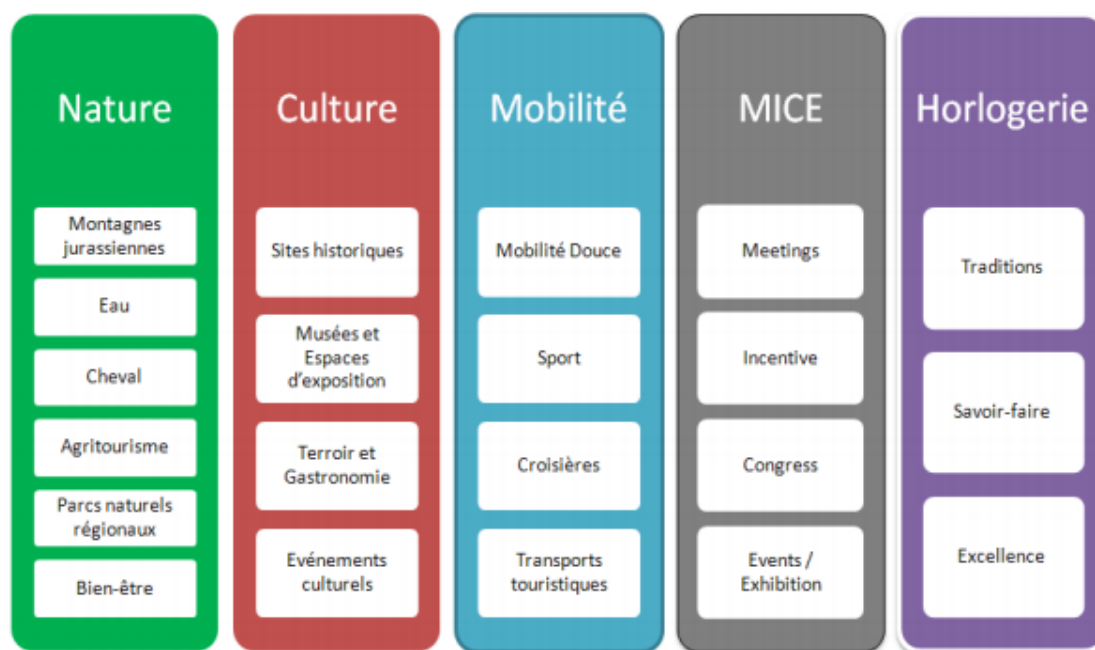 Nature
Montagnes
jurassiennes
Eau
Cheval
Agritourisme
Parcs naturels
régionaux
Bien-être
Culture
Sites historiques
Musées et
Espaces
d'exposition
Terroir et
Gastronomie
Evénements
culturels
Mobilité
Mobilité Douce
Sport
Croisières
Transports
touristiques
MICE
Meetings
Incentive
Congress
Events /
Exhibition
Horlogerie
Traditions
Savoir-faire
Excellence